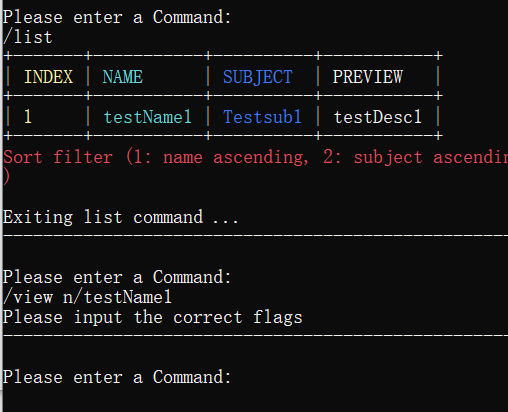 Please enter a Command:
/list
INDEX NAME SUBJECT PREVIEW
1 testName1 Testsub1 testDesc1
Sort filter (1: name ascending, 2: subject
)
Exiting list command ...
Please enter a Command:
/view n/testName1
Please input the correct flags
Please enter a Command: